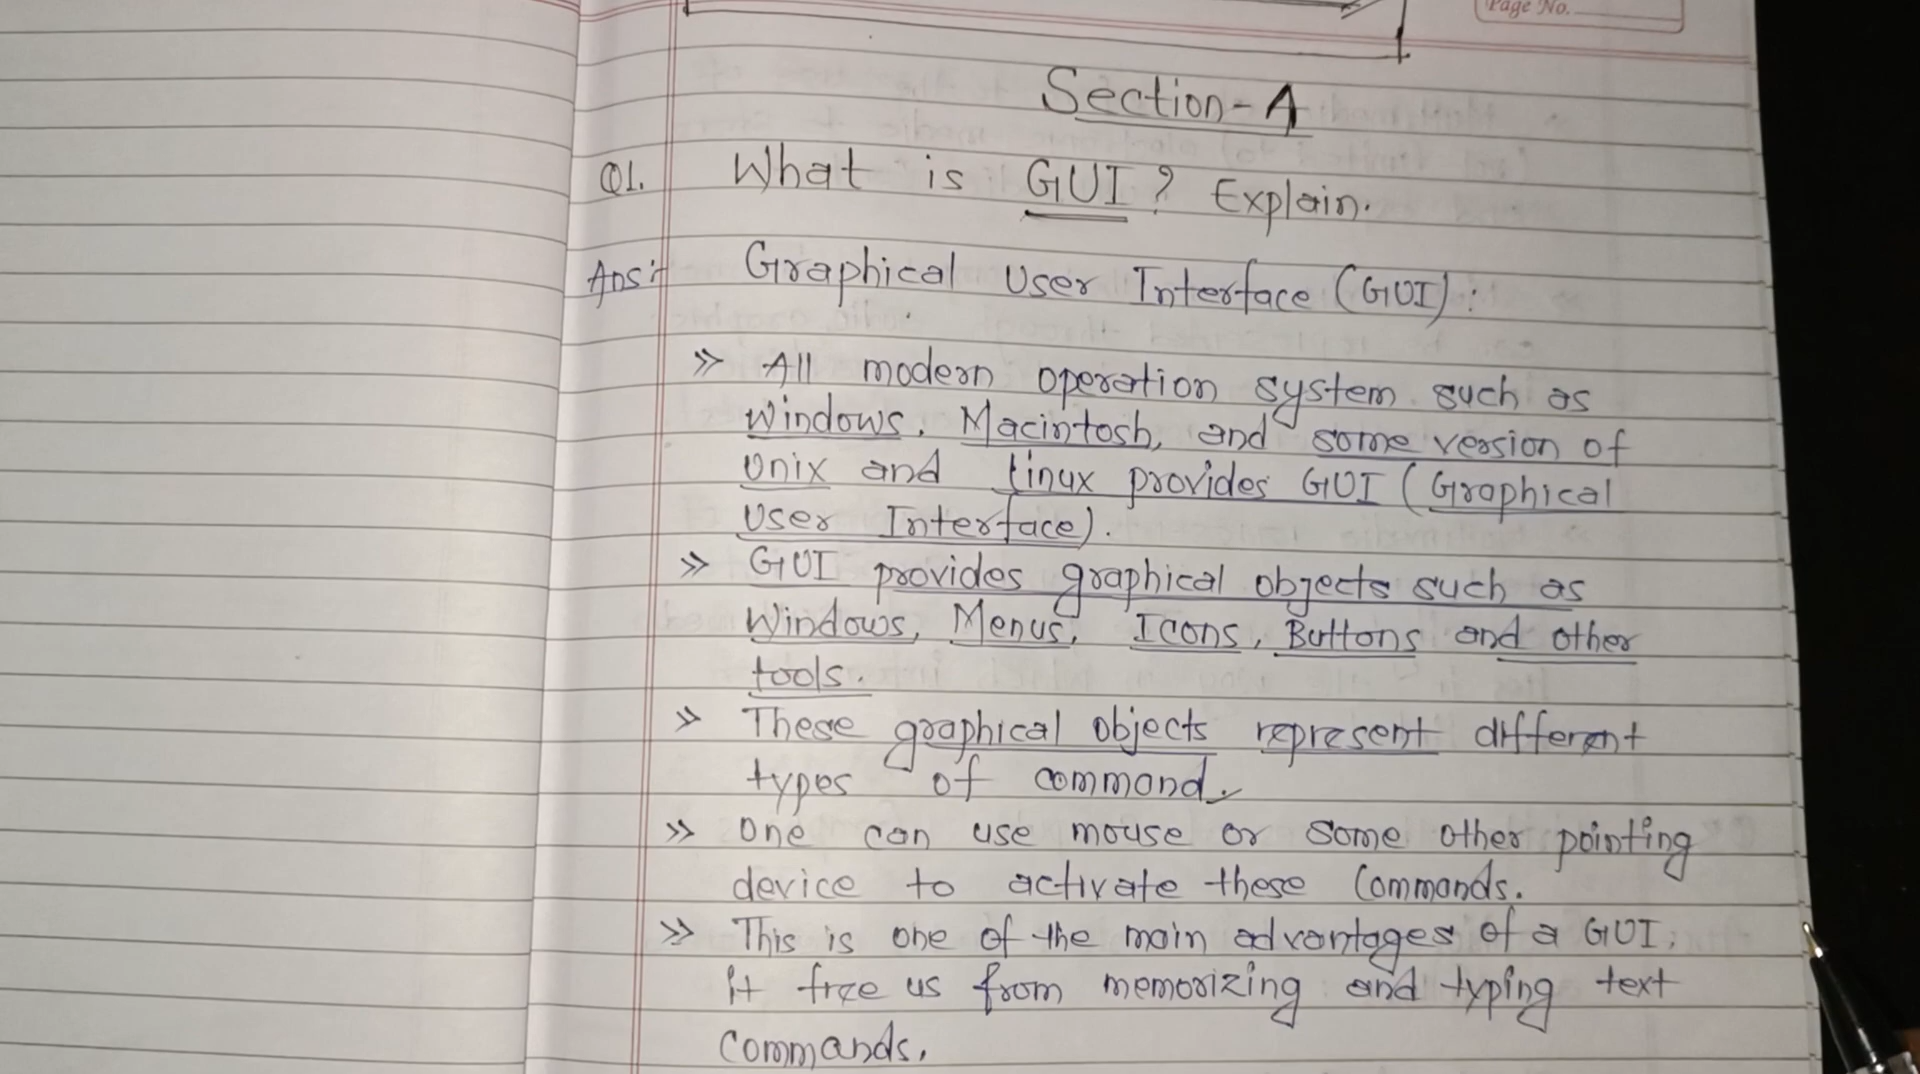 Page No.
Section-A
Q1. What is GUI? Explain.
Ans:- Graphical User Interface (GUI):
» All modern operation system such as
Windows, Macintosh, and some version of
Unix and Linux provides GUI (Graphical
User Interface).
» GUI provides graphical objects such as
Windows, Menus, Icons, Buttons and other
tools.
» These graphical objects represent different
types of command.
» One can use mouse or some other pointing
device to activate these Commands.
» This is one of the main advantages of a GUI.
it free us from memorizing and typing text
Commands.